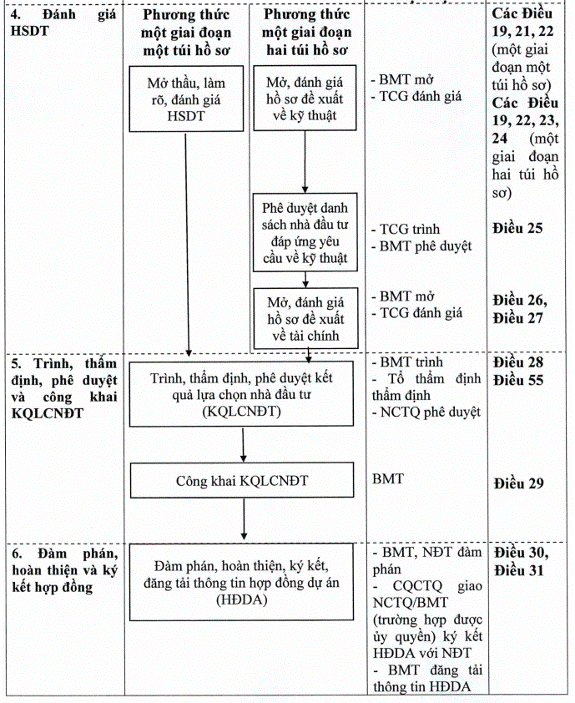 4. Đánh giá
HSDT
Phương thức
một giai đoạn
một túi hồ sơ
Phương thức
một giai đoạn
hai túi hồ sơ
Mở thầu, làm
rõ, đánh giá
HSDT
Mở, đánh giá
hồ sơ đề xuất
về kỹ thuật
- BMT mở
- TCG đánh giá
Các Điều
19, 21, 22
(một giai
đoạn một
túi hồ sơ)
Các Điều
19, 22, 23,
24 (một
giai đoạn
hai túi hồ
sơ)
Phê duyệt danh
sách nhà đầu tư
đáp ứng yêu
cầu về kỹ thuật
- TCG trình
- BMT phê duyệt
Điều 25
Mở, đánh giá
hồ sơ đề xuất
về tài chính
- BMT mở
- TCG đánh giá
Điều 26,
Điều 27
5. Trình, thẩm
định, phê duyệt
và công khai
KQLCNĐT
Trình, thẩm định, phê duyệt kết
quả lựa chọn nhà đầu tư
(KQLCNĐT)
- BMT trình
- Tổ thẩm định
thẩm định
- NCTQ phê duyệt
Điều 28
Điều 55
Công khai KQLCNĐT
BMT
Điều 29
6. Đàm phán,
hoàn thiện và ký
kết hợp đồng
Đàm phán, hoàn thiện, ký kết,
đăng tải thông tin hợp đồng dự án
(HĐDA)
- BMT, NĐT đàm
phán
- CQCTQ giao
NCTQ/BMT
(trường hợp được
ủy quyền) ký kết
HĐDA với NĐT
- BMT đăng tải
thông tin HĐDA
Điều 30,
Điều 31